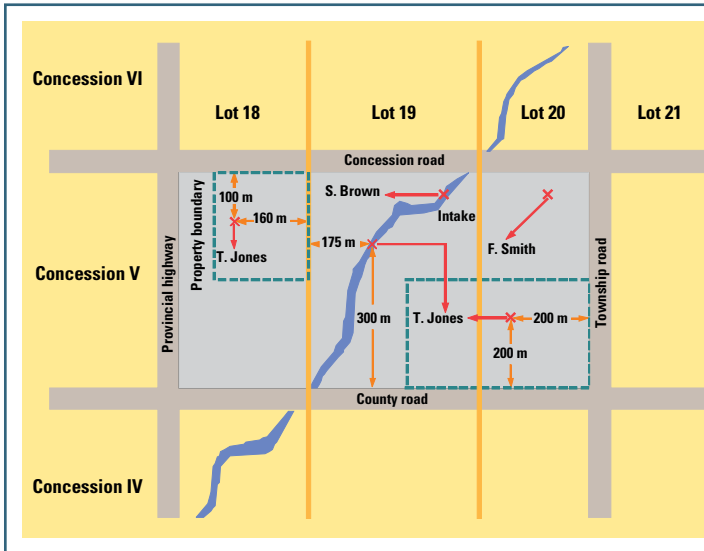 Concession VI
Lot 18
Lot 19
Lot 20
Lot 21
Concession road
100 m
160 m
T. Jones
Property boundary
Provincial highway
Concession V
S. Brown
Intake
175 m
300 m
F. Smith
T. Jones
200 m
200 m
Township road
County road
Concession IV